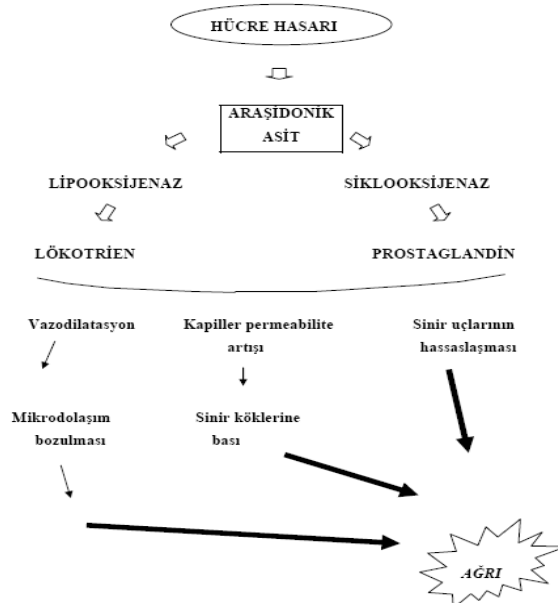 HÜCRE HASARI
ARAŞİDONİK
ASİT
LİPOOKSİJENAZ
SİKLOOKSİJENAZ
LÖKOTRİEN
PROSTAGLANDİN
Vazodilatasyon
Kapiller permeabilite
artışı
Sinir uçlarının
hassaslaşması
Mikrodolaşım
bozulması
Sinir köklerine
bası
AĞRI